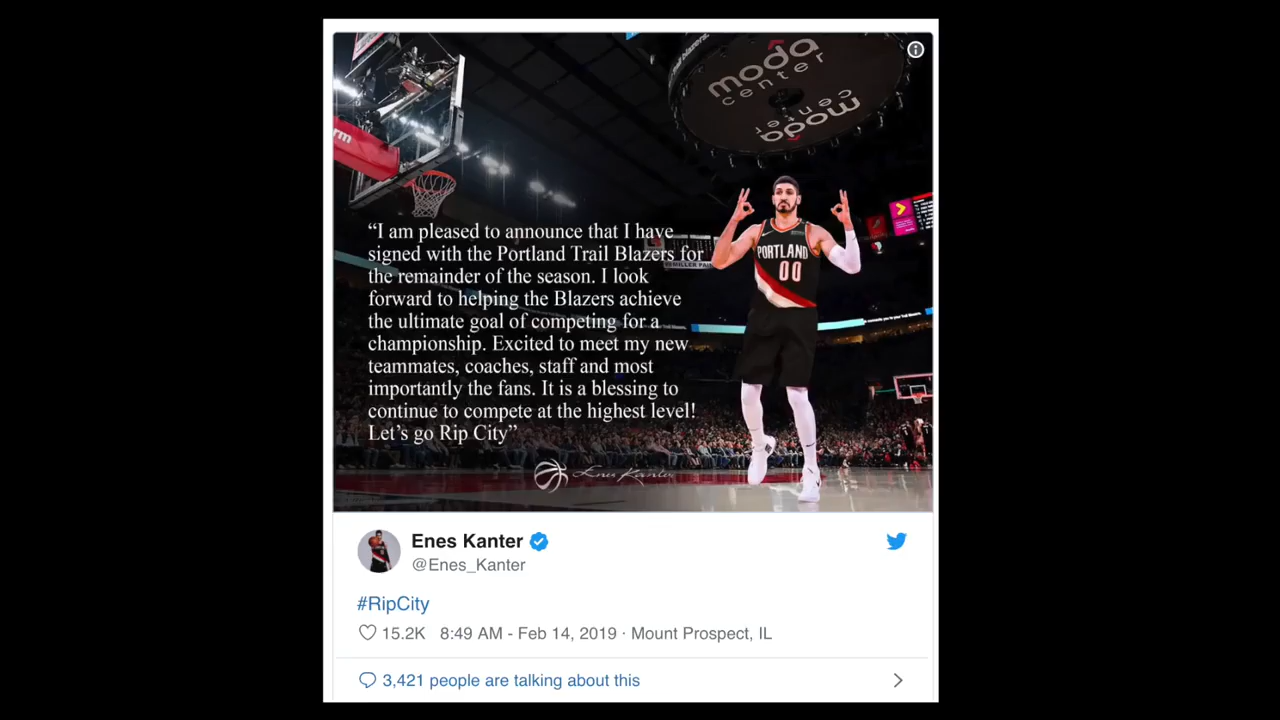 moda
center
moda
center
rm
“I am pleased to announce that I have
signed with the Portland Trail Blazers for
the remainder of the season. I look
forward to helping the Blazers achieve
the ultimate goal of competing for a
championship. Excited to meet my new
teammates, coaches, staff and most
importantly the fans. It is a blessing to
continue to compete at the highest level!
Let’s go Rip City”
PORTLAND
00
Enes Kanter
Enes Kanter
@Enes_Kanter
#RipCity
15.2K 8:49 AM - Feb 14, 2019 · Mount Prospect, IL
3,421 people are talking about this